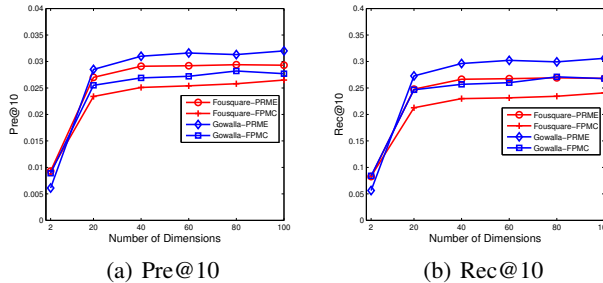 0.04
0.035
0.03
0.025
0.02
0.015
0.01
0.005
0
Pre@10
2 20 40 60 80 100
Number of Dimensions
Fousquare-PRME
Fousquare-FPMC
Gowalla-PRME
Gowalla-FPMC
(a) Pre@10
0.4
0.35
0.3
0.25
0.2
0.15
0.1
0.05
0
Rec@10
2 20 40 60 80 100
Number of Dimensions
Fousquare-PRME
Fousquare-FPMC
Gowalla-PRME
Gowalla-FPMC
(b) Rec@10